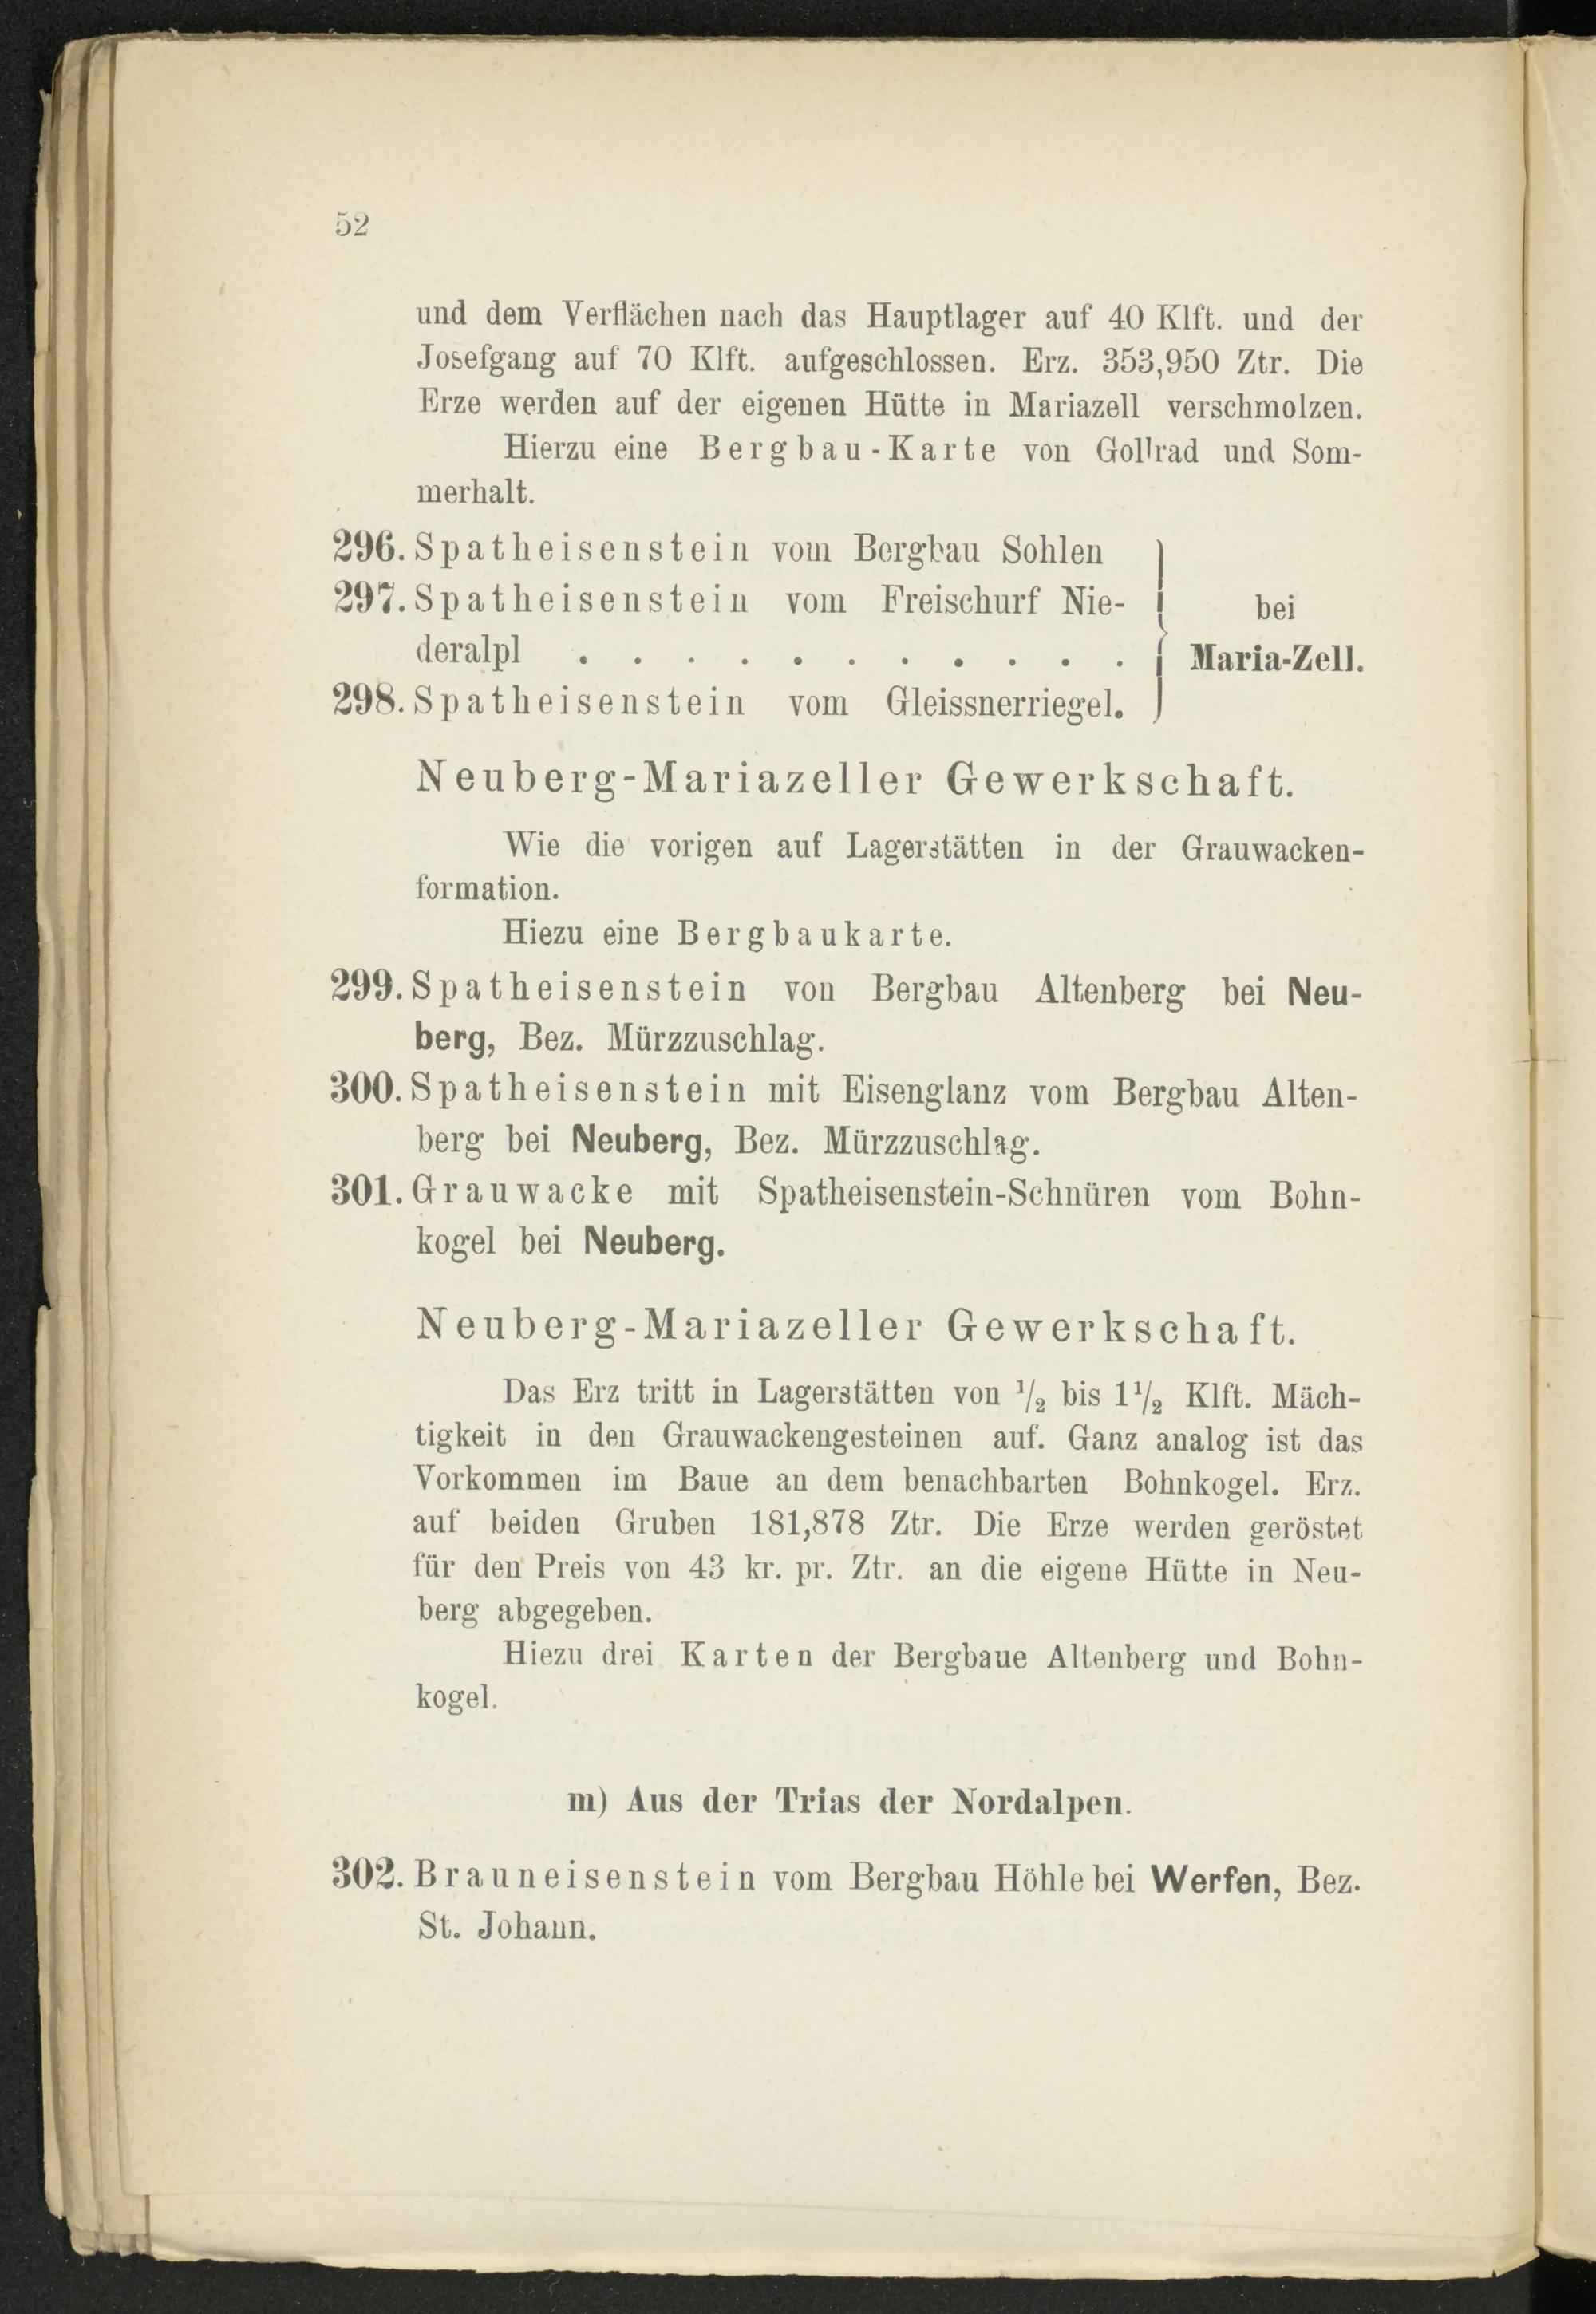 52
und dem Verflächen nach das Hauptlager auf 40 Klft. und der
Josefgang auf 70 Klft. aufgeschlossen. Erz. 353,950 Ztr. Die
Erze werden auf der eigenen Hütte in Mariazell verschmolzen.
Hierzu eine Bergbau-Karte von Gollrad und Som-
merhalt.
296. Spatheisenstein vom Bergbau Sohlen
297. Spatheisenstein vom Freischurf Nie-
deralpl . . . . . . . . . . .
298. Spatheisenstein vom Gleissnerriegel.
bei
Maria-Zell.
Neuberg-Mariazeller Gewerkschaft.
Wie die vorigen auf Lagerstätten in der Grauwacken-
formation.
Hiezu eine Bergbaukarte.
299. Spatheisenstein von Bergbau Altenberg bei Neu-
berg, Bez. Mürzzuschlag.
300. Spatheisenstein mit Eisenglanz vom Bergbau Alten-
berg bei Neuberg, Bez. Mürzzuschlag.
301. Grauwacke mit Spatheisenstein-Schnüren vom Bohn-
kogel bei Neuberg.
Neuberg-Mariazeller Gewerkschaft.
Das Erz tritt in Lagerstätten von 1/2 bis 1 1/2 Klft. Mäch-
tigkeit in den Grauwackengesteinen auf. Ganz analog ist das
Vorkommen im Baue an dem benachbarten Bohnkogel. Erz.
auf beiden Gruben 181,878 Ztr. Die Erze werden geröstet
für den Preis von 43 kr. pr. Ztr. an die eigene Hütte in Neu-
berg abgegeben.
Hiezu drei Karten der Bergbaue Altenberg und Bohn-
kogel.
m) Aus der Trias der Nordalpen.
302. Brauneisenstein vom Bergbau Höhle bei Werfen, Bez.
St. Johann.